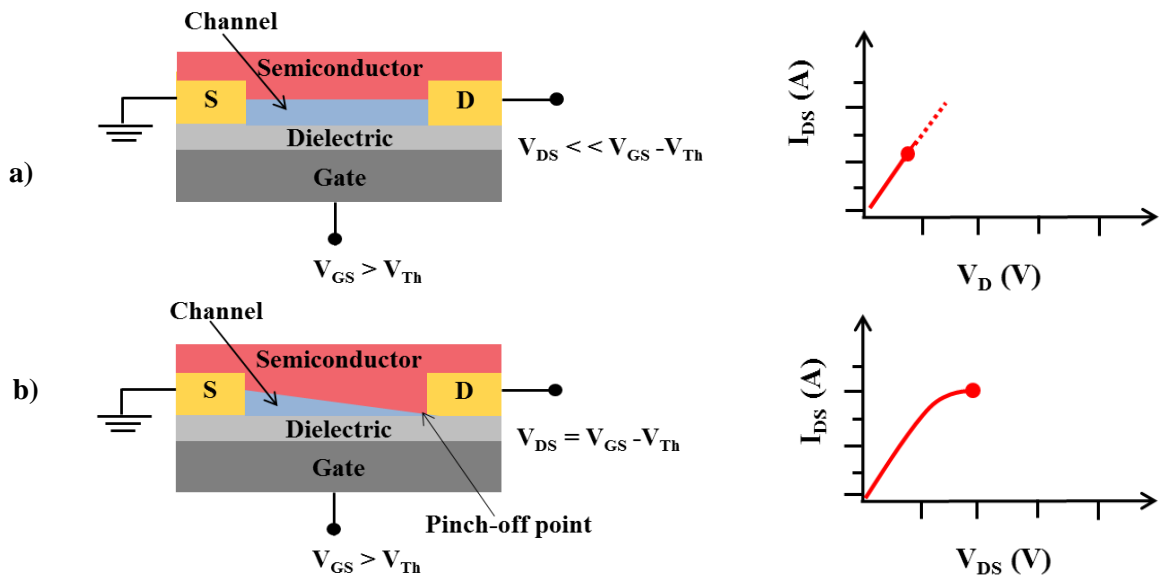 a)
Channel
Semiconductor
S
D
Dielectric
Gate
V_DS < < V_GS -V_Th
V_GS > V_Th
I_DS (A)
V_D (V)
b)
Channel
Semiconductor
S
D
Dielectric
Gate
V_DS = V_GS -V_Th
Pinch-off point
V_GS > V_Th
I_DS (A)
V_DS (V)